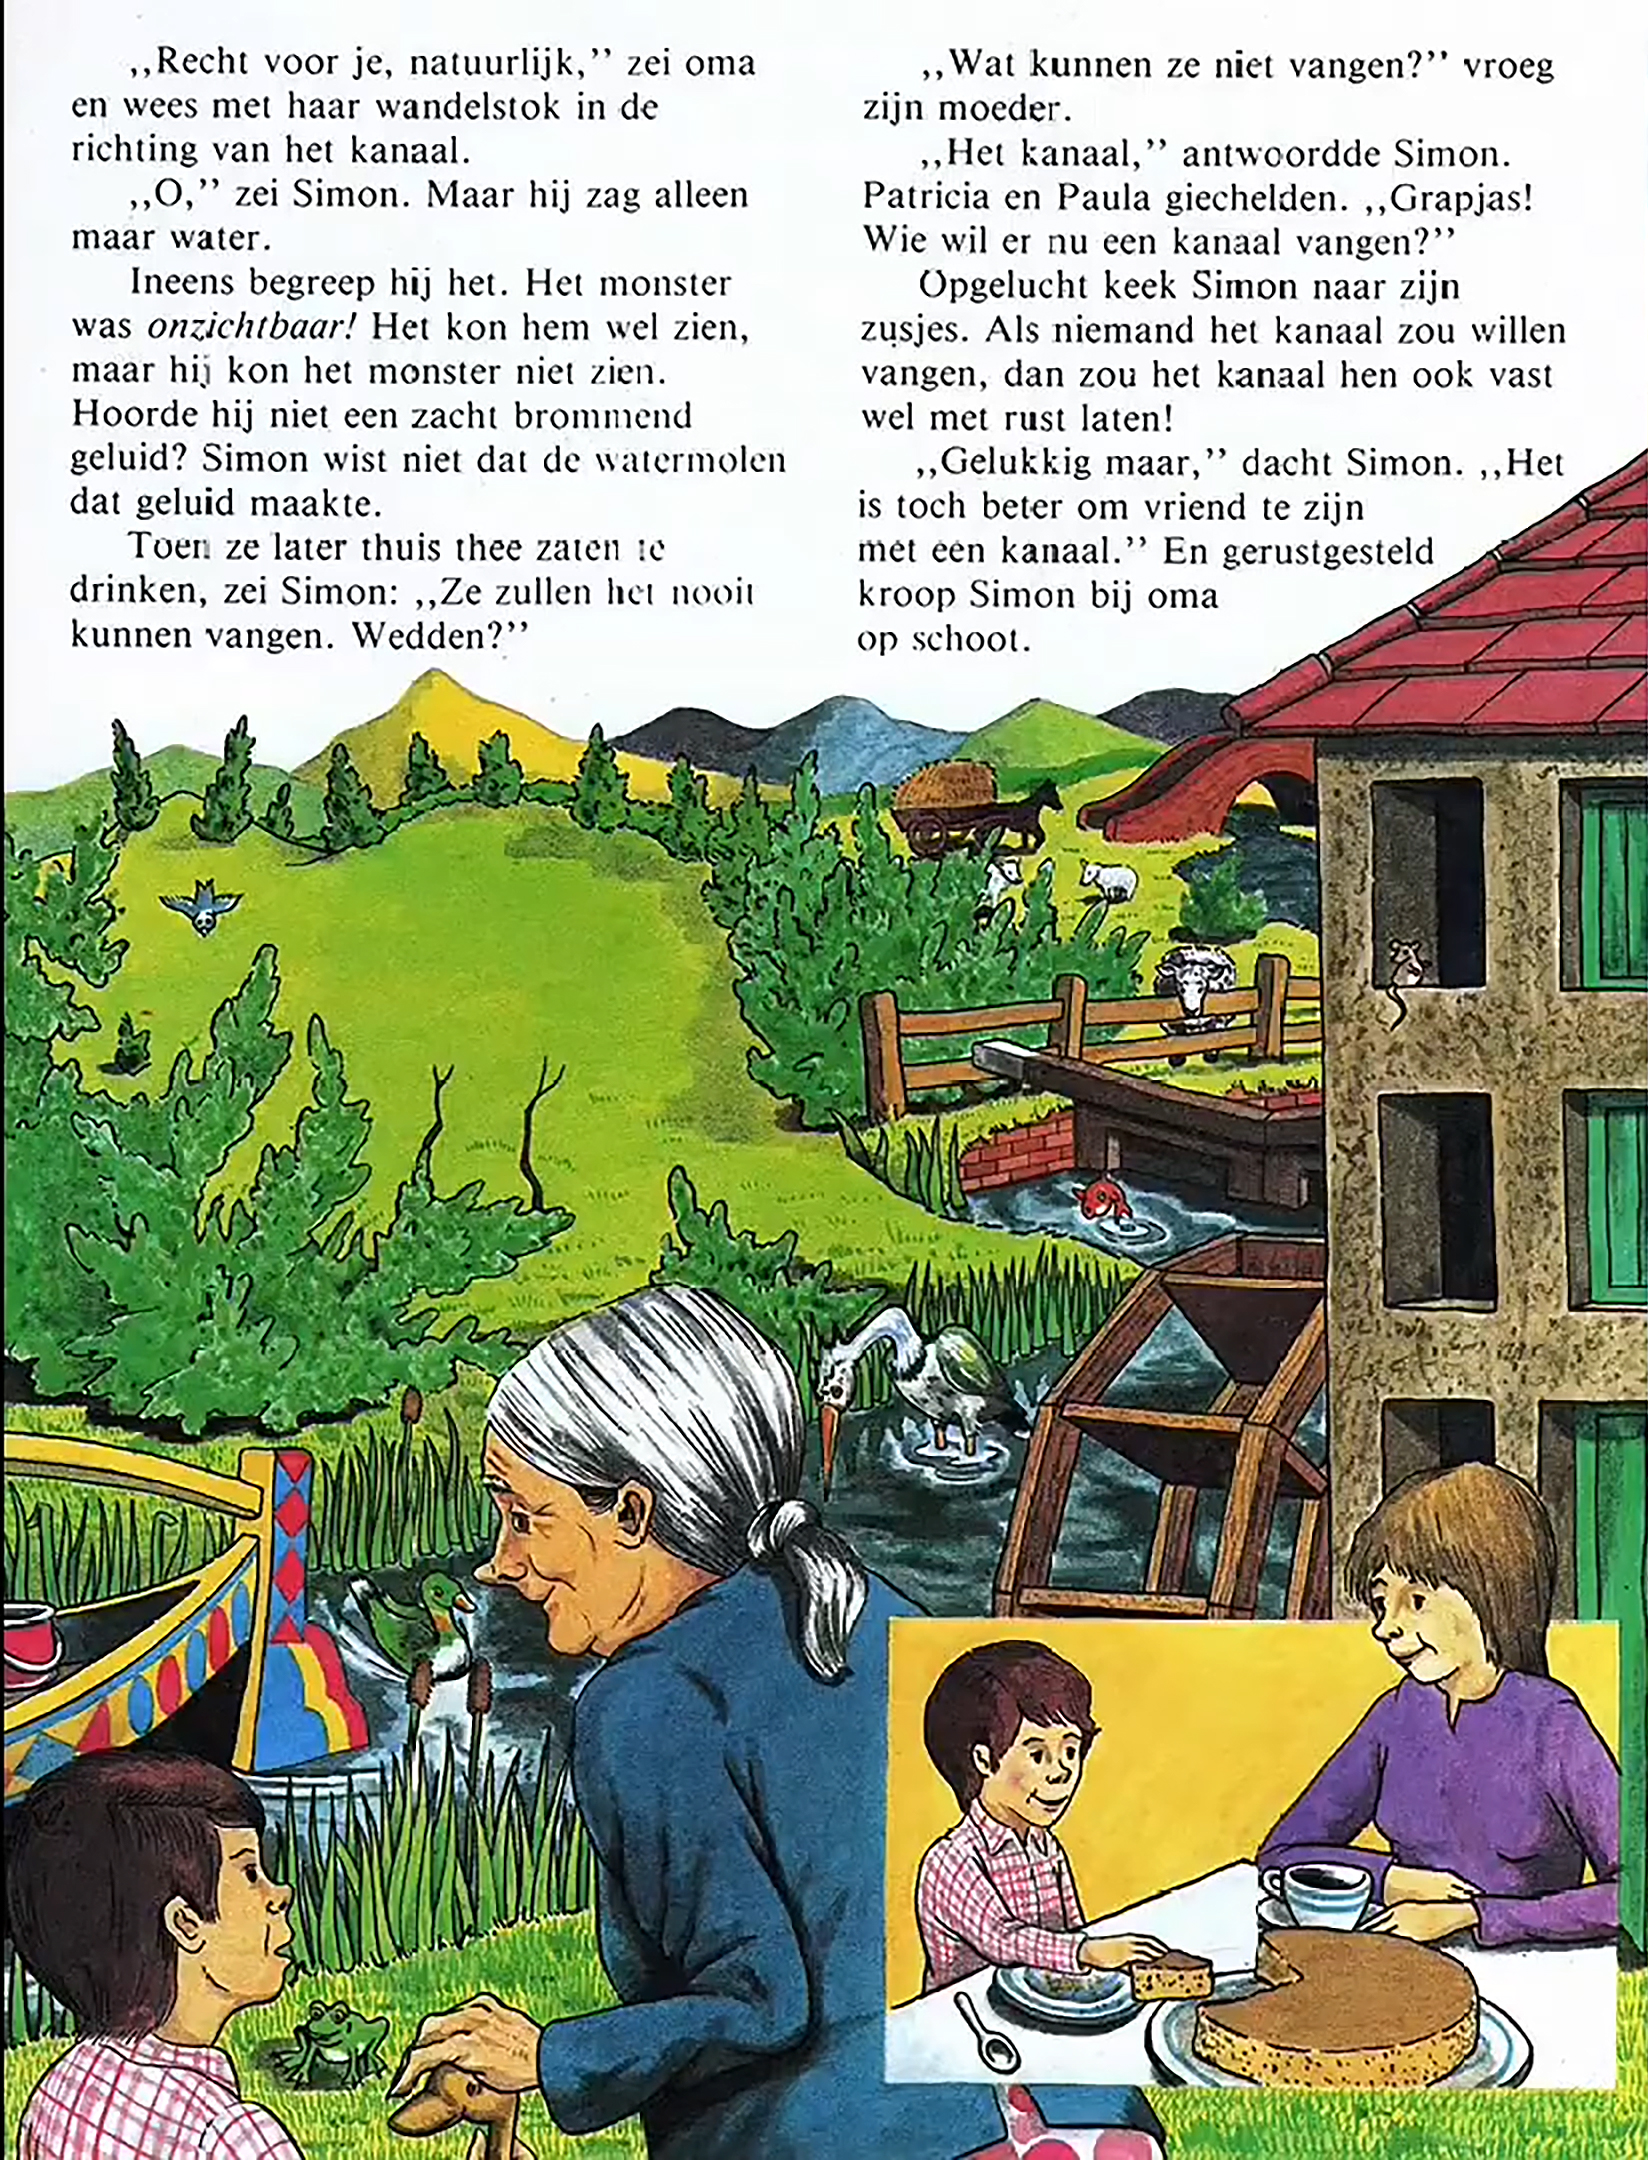 ,,Recht voor je, natuurlijk,” zei oma
en wees met haar wandelstok in de
richting van het kanaal.
,,O,” zei Simon. Maar hij zag alleen
maar water.
Ineens begreep hij het. Het monster
was onzichtbaar! Het kon hem wel zien,
maar hij kon het monster niet zien.
Hoorde hij niet een zacht brommend
geluid? Simon wist niet dat de watermolen
dat geluid maakte.
Toen ze later thuis thee zaten te
drinken, zei Simon: ,,Ze zullen het nooit
kunnen vangen. Wedden?”
,,Wat kunnen ze niet vangen?” vroeg
zijn moeder.
,,Het kanaal,” antwoordde Simon.
Patricia en Paula giechelden. ,,Grapjas!
Wie wil er nu een kanaal vangen?”
Opgelucht keek Simon naar zijn
zusjes. Als niemand het kanaal zou willen
vangen, dan zou het kanaal hen ook vast
wel met rust laten!
,,Gelukkig maar,” dacht Simon. ,,Het
is toch beter om vriend te zijn
met een kanaal.” En gerustgesteld
kroop Simon bij oma
op schoot.